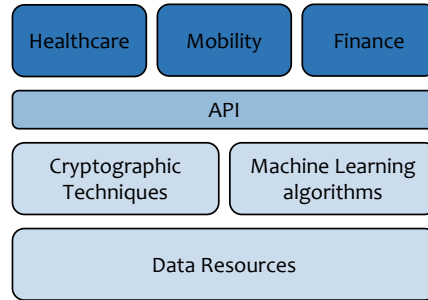 Healthcare
Mobility
Finance
API
Cryptographic
Techniques
Machine Learning
algorithms
Data Resources